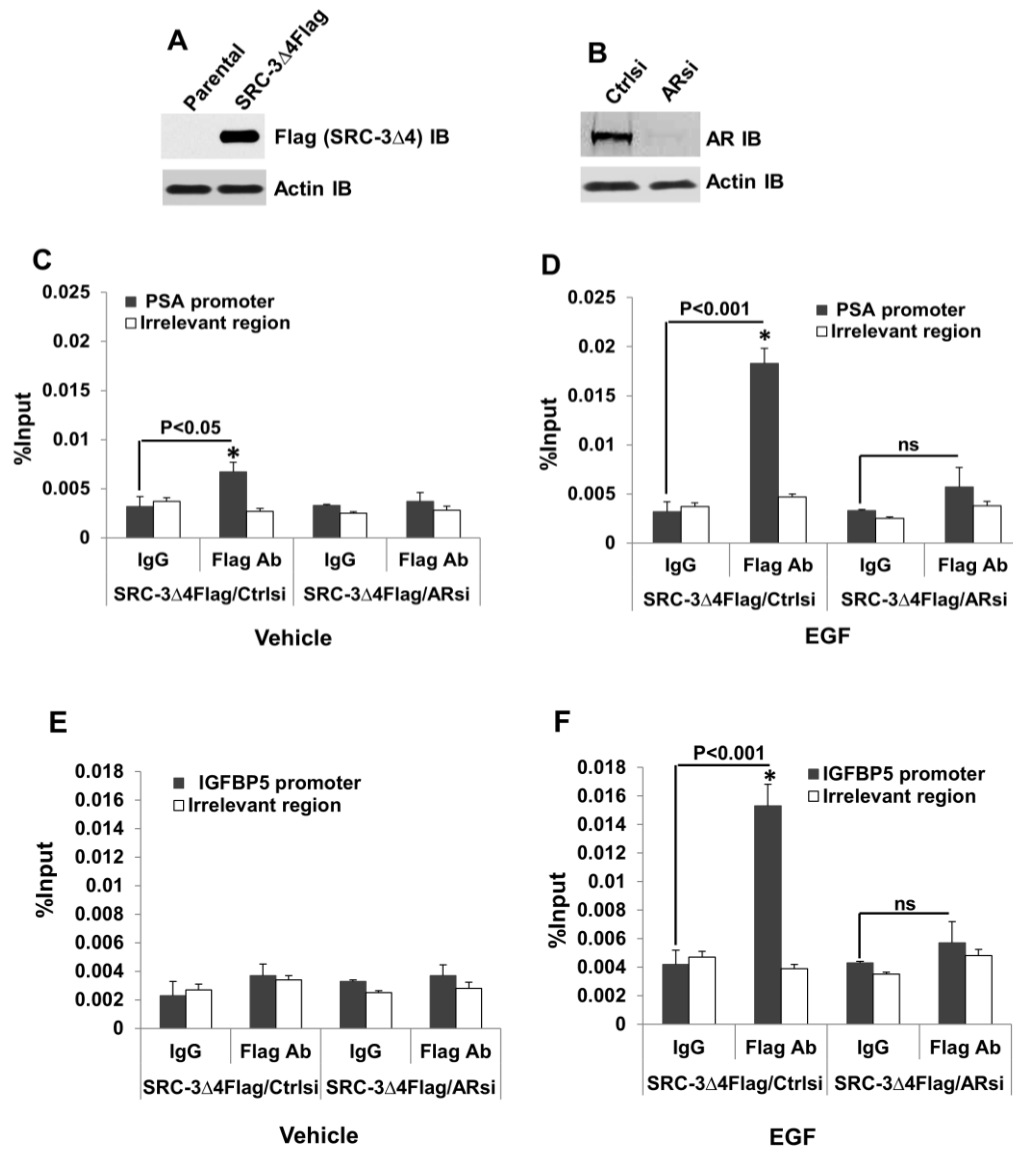 A
Parental
SRC-3Δ4Flag
Flag (SRC-3Δ4) IB
Actin IB
B
Ctrlsi
ARsi
AR IB
Actin IB
C
%Input
0.025
0.02
0.015
0.01
0.005
0
PSA promoter
Irrelevant region
P<0.05
*
IgG
Flag Ab
IgG
Flag Ab
SRC-3Δ4Flag/Ctrlsi
SRC-3Δ4Flag/ARsi
Vehicle
D
%Input
0.025
0.02
0.015
0.01
0.005
0
P<0.001
*
PSA promoter
Irrelevant region
ns
IgG
Flag Ab
IgG
Flag Ab
SRC-3Δ4Flag/Ctrlsi
SRC-3Δ4Flag/ARsi
EGF
E
%Input
0.018
0.016
0.014
0.012
0.01
0.008
0.006
0.004
0.002
0
IGFBP5 promoter
Irrelevant region
IgG
Flag Ab
IgG
Flag Ab
SRC-3Δ4Flag/Ctrlsi
SRC-3Δ4Flag/ARsi
Vehicle
F
%Input
0.018
0.016
0.014
0.012
0.01
0.008
0.006
0.004
0.002
0
P<0.001
*
IGFBP5 promoter
Irrelevant region
ns
IgG
Flag Ab
IgG
Flag Ab
SRC-3Δ4Flag/Ctrlsi
SRC-3Δ4Flag/ARsi
EGF